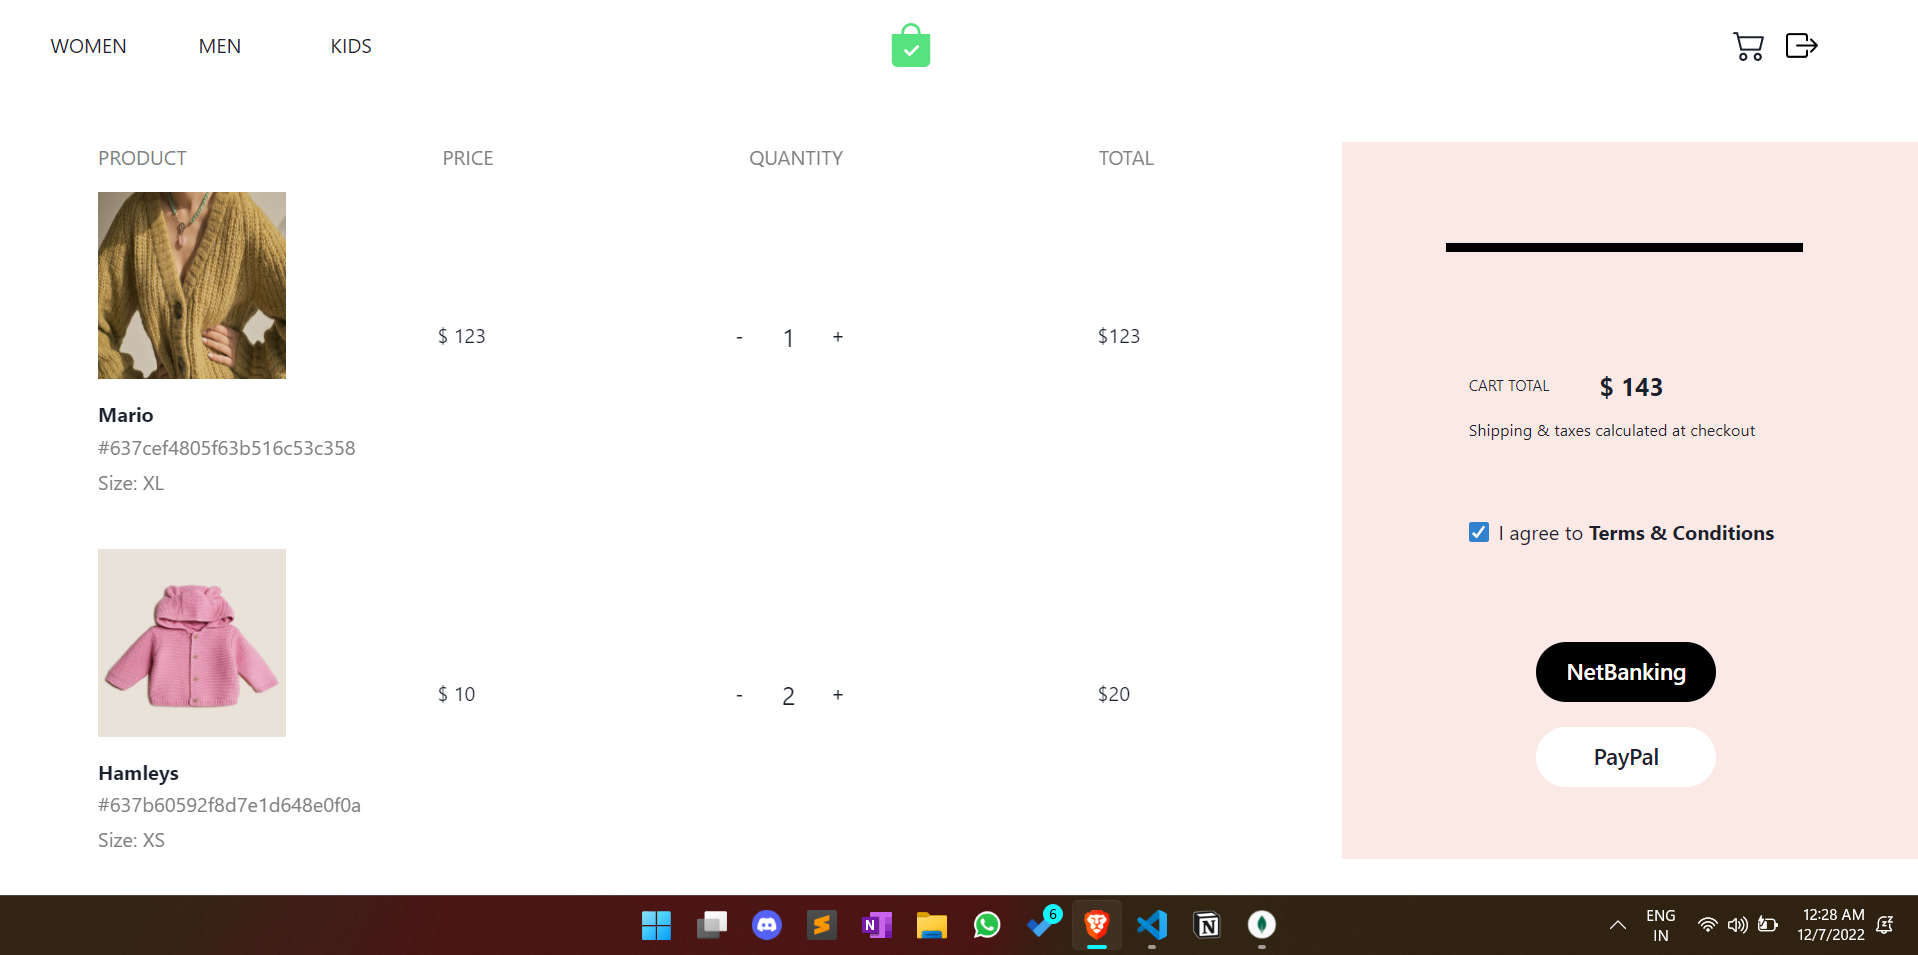 WOMEN MEN KIDS
PRODUCT PRICE QUANTITY TOTAL
$ 123 - 1 + $123
Mario
#637cef4805f63b516c53c358
Size: XL
$ 10 - 2 + $20
Hamleys
#637b60592f8d7e1d648e0f0a
Size: XS
CART TOTAL $ 143
Shipping & taxes calculated at checkout
I agree to Terms & Conditions
NetBanking
PayPal
N
6
N
ENG
IN
12:28 AM
12/7/2022